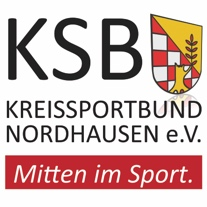 KSB
KREISSPORTBUND
NORDHAUSEN e.V.
Mitten im Sport.